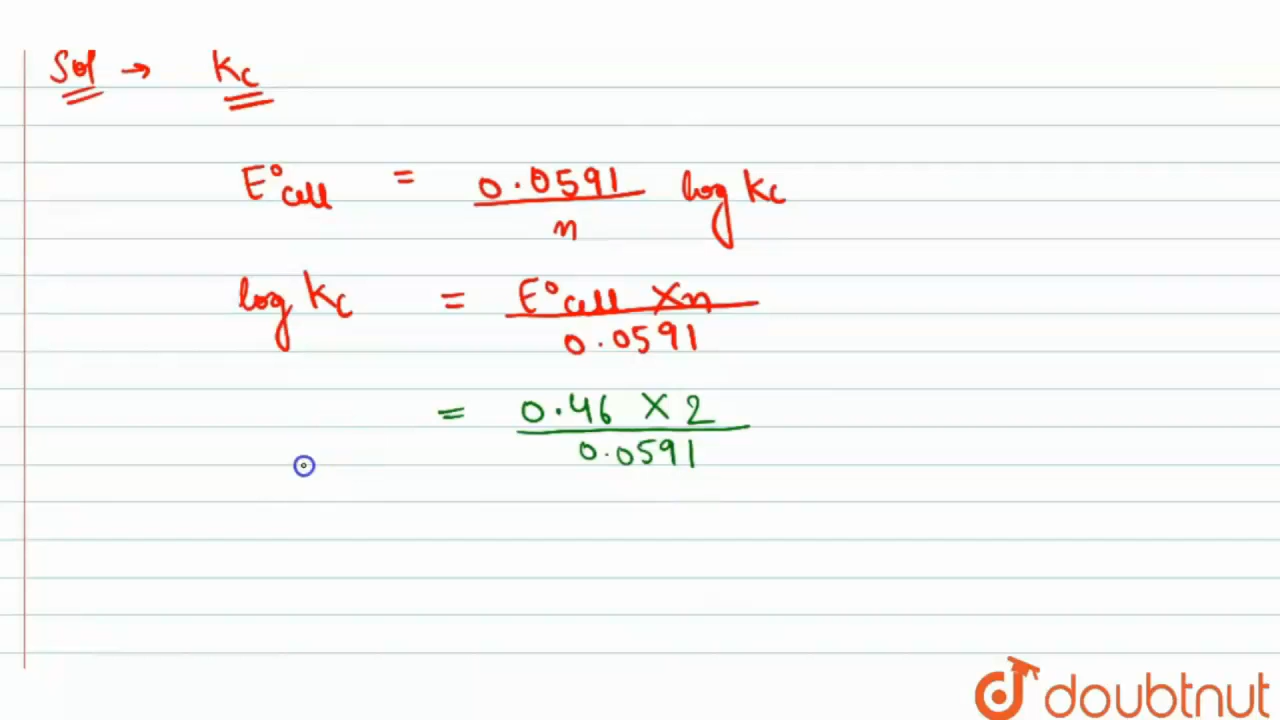 Sol → Kc
E°cell = 0.0591/n log Kc
log Kc = E°cell × n/0.0591
= 0.46 × 2/0.0591
doubtnut